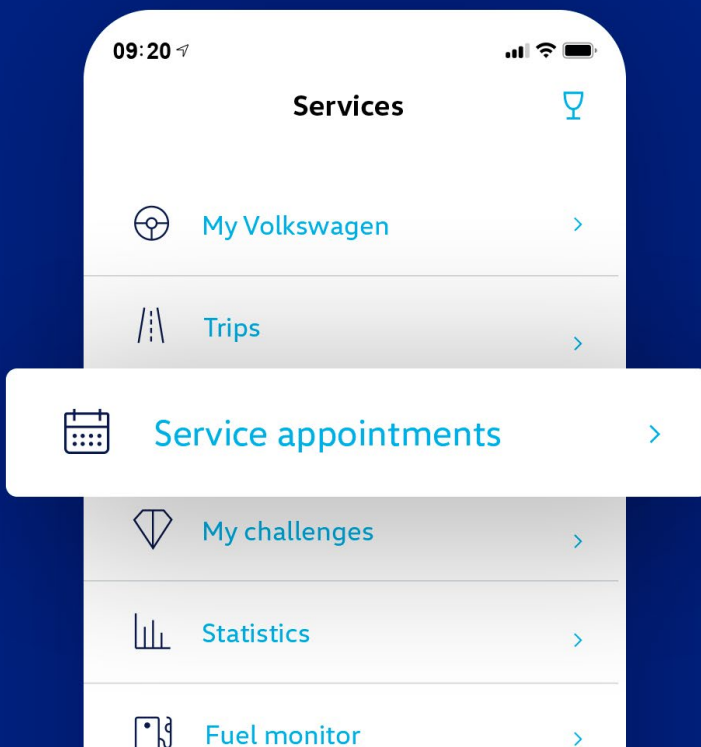 09:20
Services
My Volkswagen
Trips
Service appointments
My challenges
Statistics
Fuel monitor